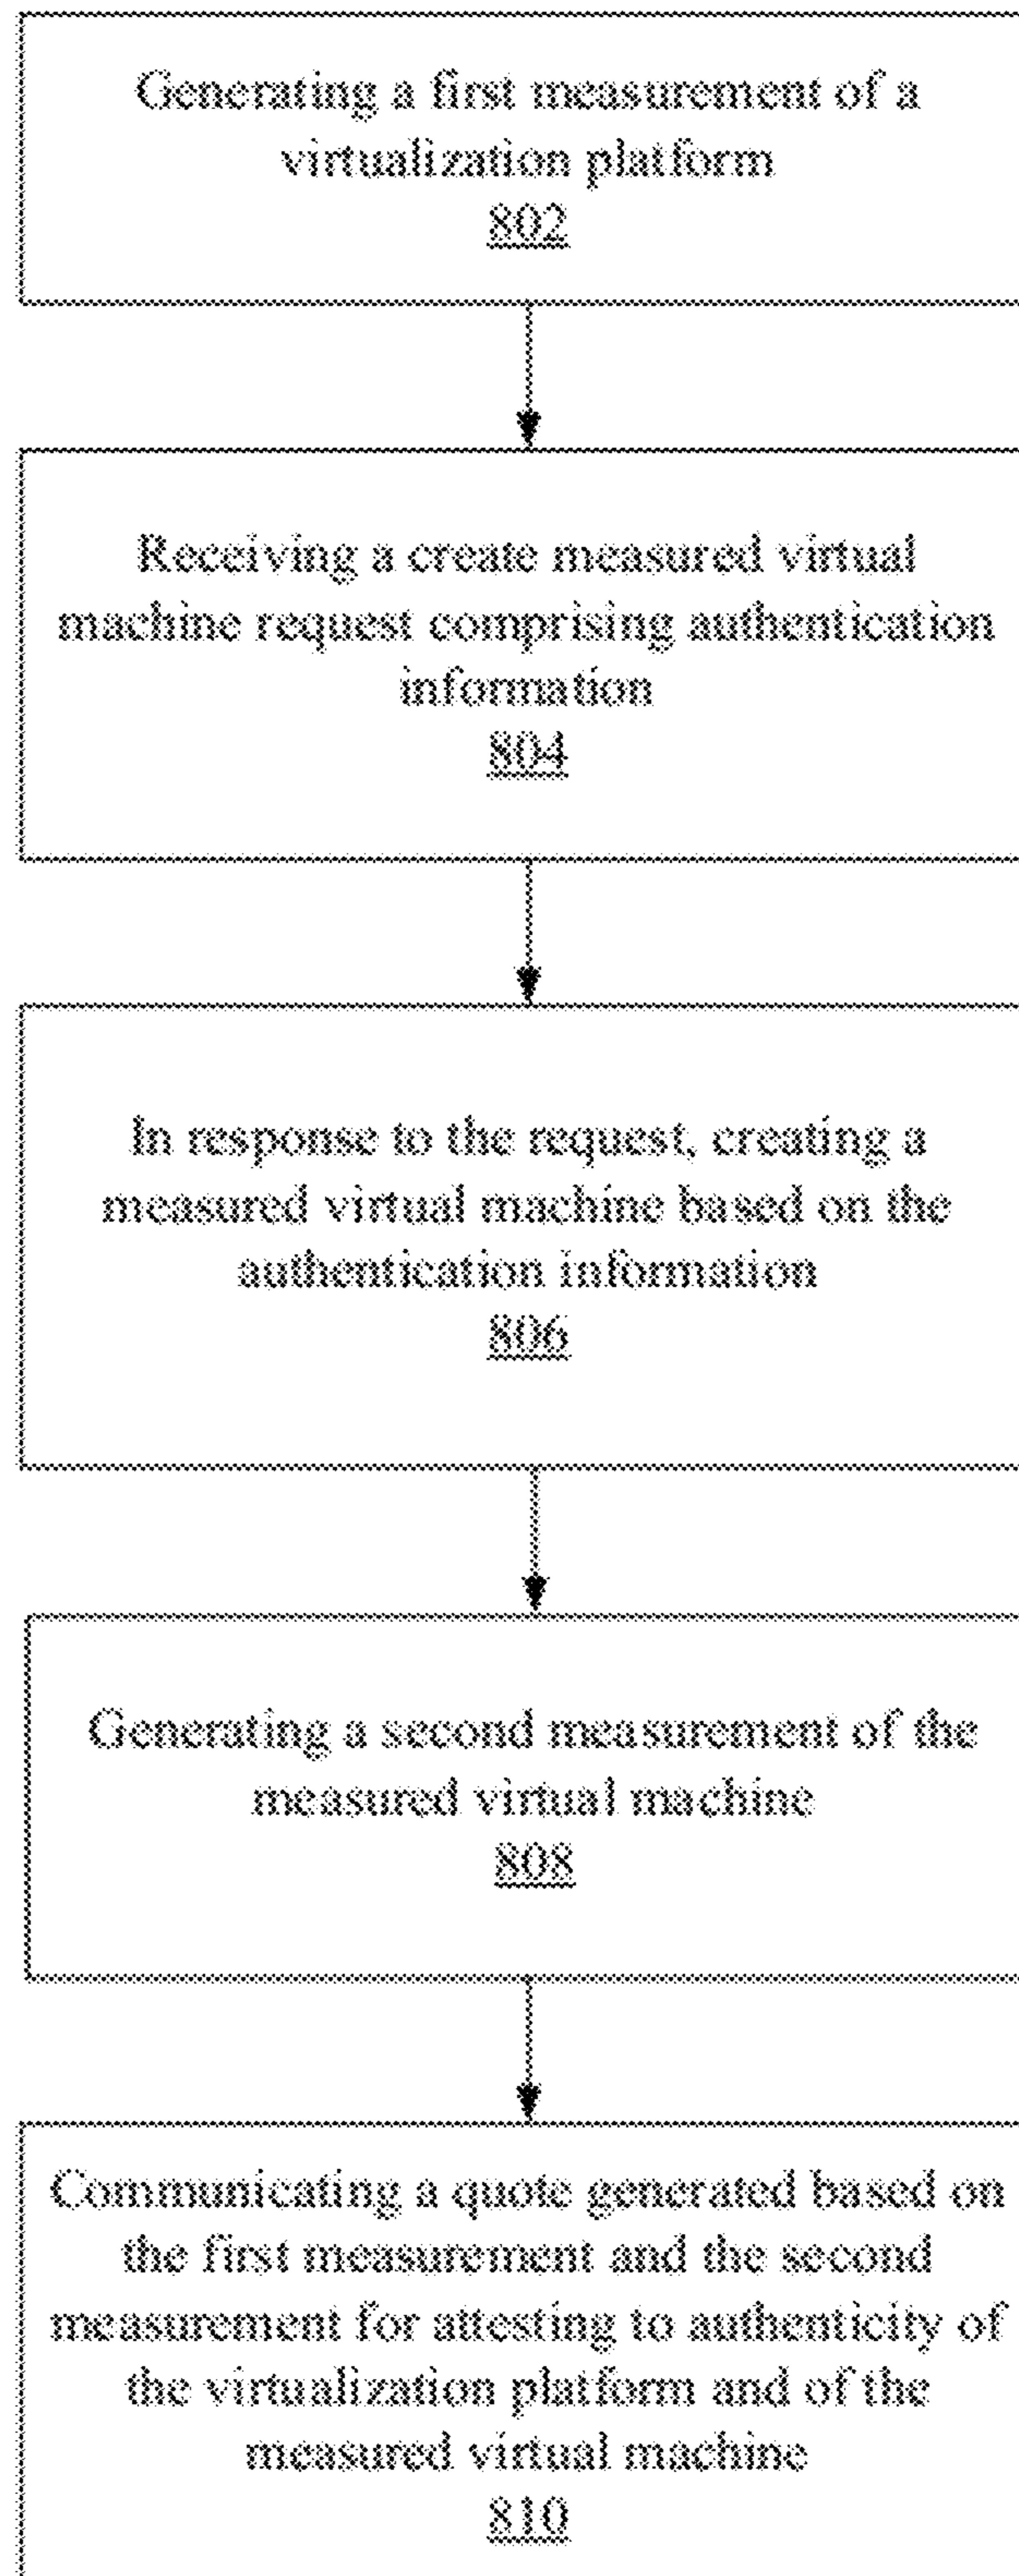 Generating a first measurement of a
virtualization platform
802
Receiving a create measured virtual
machine request comprising authentication
information
804
In response to the request, creating a
measured virtual machine based on the
authentication information
806
Generating a second measurement of the
measured virtual machine
808
Communicating a quote generated based on
the first measurement and the second
measurement for attesting to authenticity of
the virtualization platform and of the
measured virtual machine
810